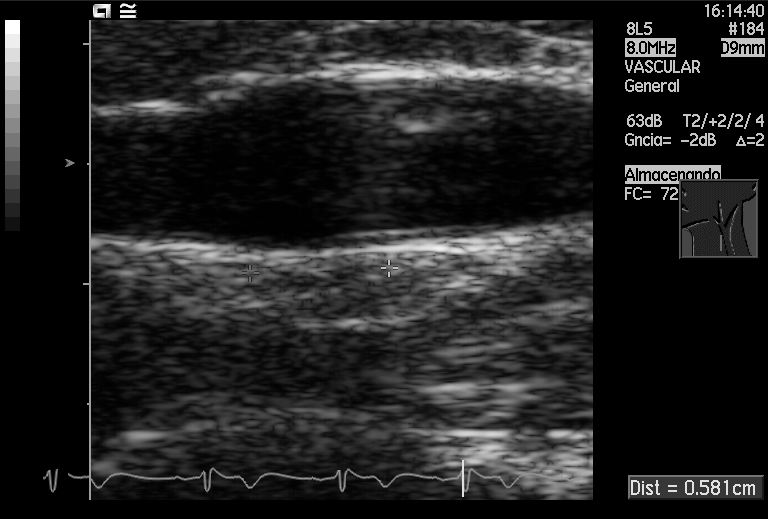 16:14:40
8L5 #184
8.0MHz 09mm
VASCULAR
General
63dB T2/+2/2/ 4
Gncia= -2dB Δ=2
Almacenando
FC= 72
Dist = 0.581cm